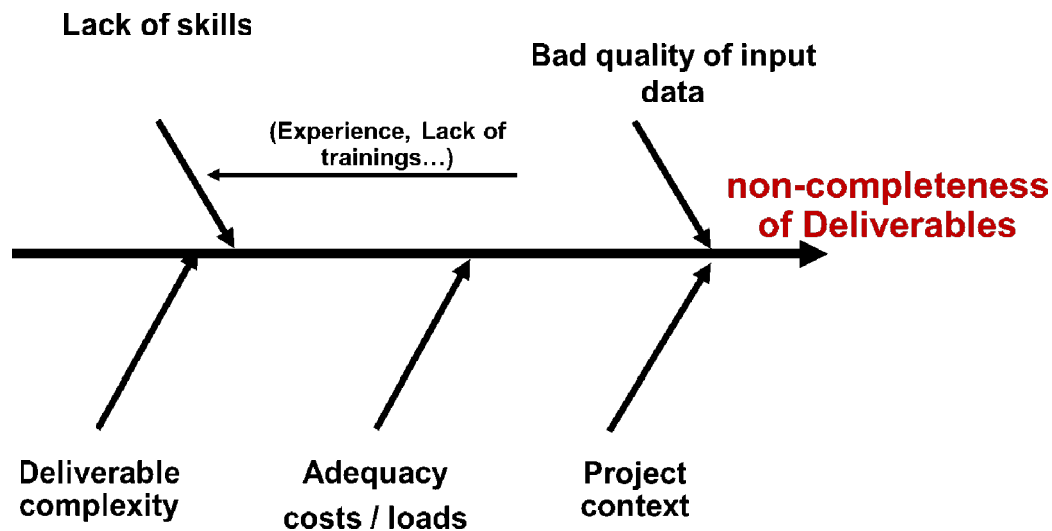 Lack of skills
Bad quality of input
data
(Experience, Lack of
trainings...)
non-completeness
of Deliverables
Deliverable
complexity
Adequacy
costs / loads
Project
context